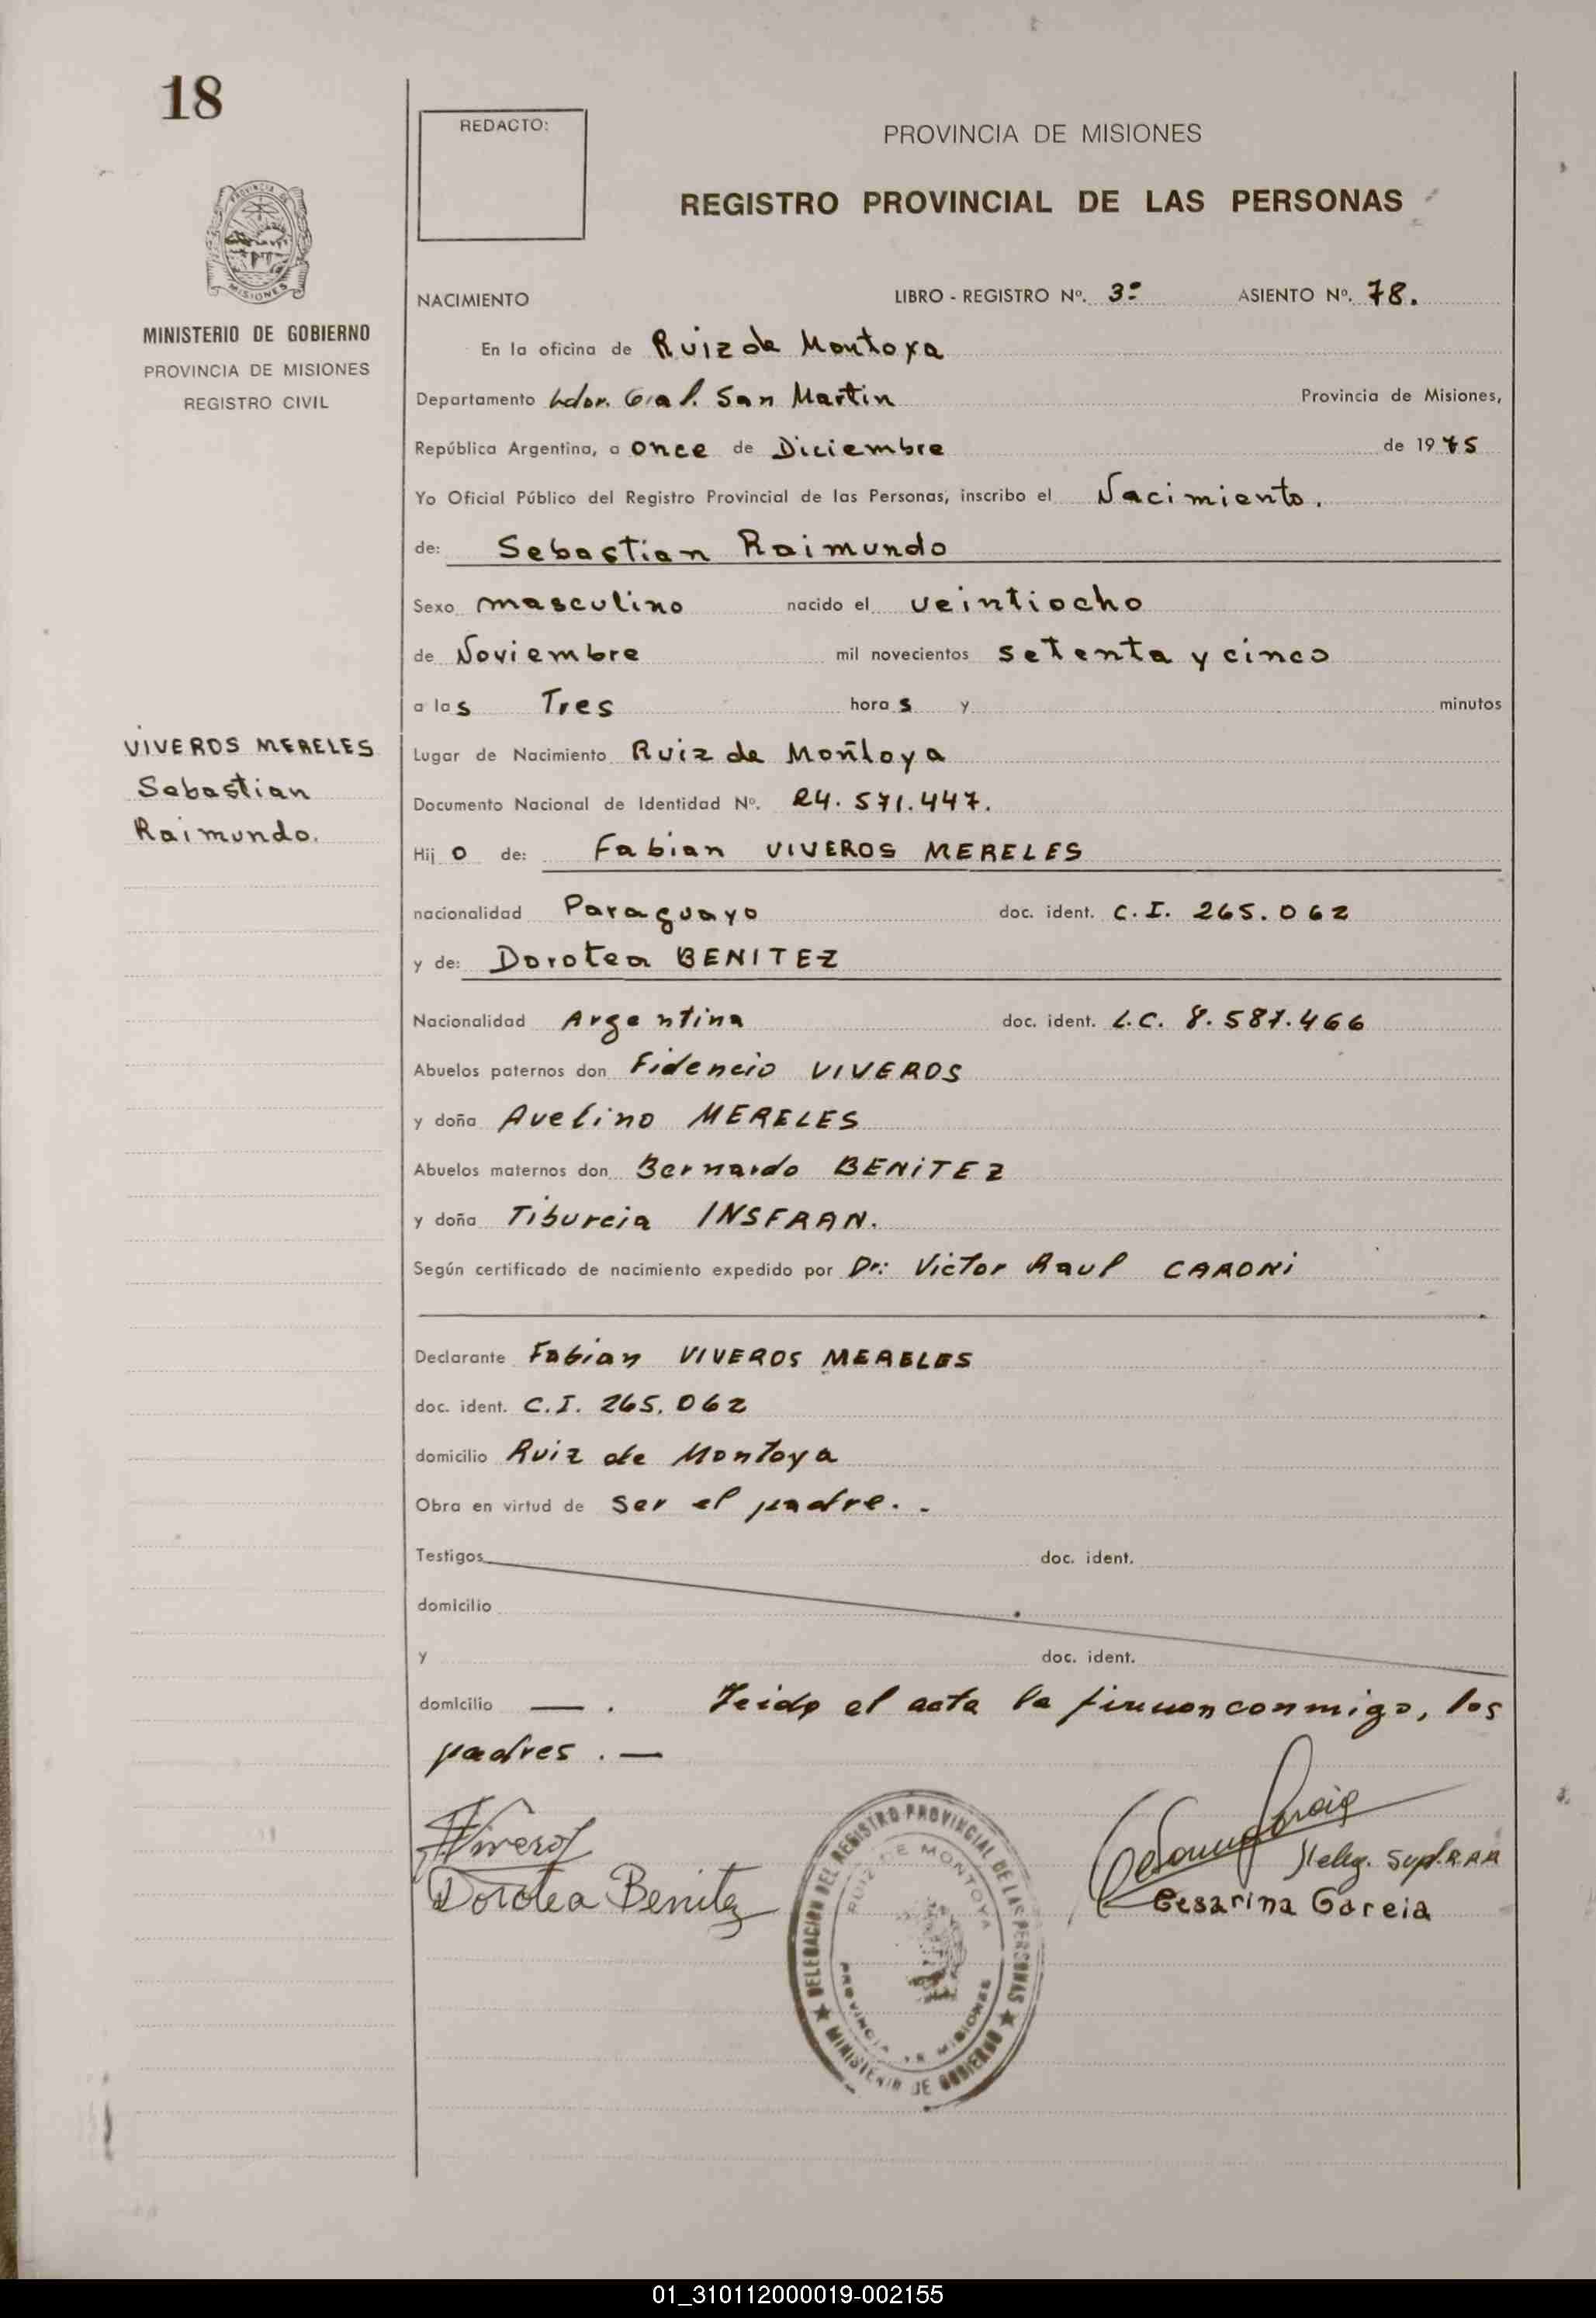 18
REDACTO:
PROVINCIA DE MISIONES
REGISTRO PROVINCIAL DE LAS PERSONAS
MISIONES
MINISTERIO DE GOBIERNO
PROVINCIA DE MISIONES
REGISTRO CIVIL
NACIMIENTO LIBRO - REGISTRO Nº. 3º ASIENTO Nº. 78.
En la oficina de Ruiz de Montoya
Departamento Ldor. Gral. San Martin Provincia de Misiones,
República Argentina, a once de Diciembre de 1975
Yo Oficial Público del Registro Provincial de las Personas, inscribo el Nacimiento.
de: Sebastian Raimundo
Sexo masculino nacido el veintiocho
de Noviembre mil novecientos setenta y cinco
a las Tres horas y minutos
VIVEROS MERELES
Sebastian
Raimundo.
Lugar de Nacimiento Ruiz de Montoya
Documento Nacional de Identidad Nº. 24.571.447.
Hijo de: Fabian VIVEROS MERELES
nacionalidad Paraguayo doc. ident. C.I. 265.062
y de: Dorotea BENITEZ
Nacionalidad Argentina doc. ident. L.C. 8.587.466
Abuelos paternos don Fidencio VIVEROS
y doña Avelino MERELES
Abuelos maternos don Bernardo BENITEZ
y doña Tiburcia INSFRAN.
Según certificado de nacimiento expedido por Dr: Victor Raul CARONI
Declarante Fabian VIVEROS MERELES
doc. ident. C.I. 265.062
domicilio Ruiz de Montoya
Obra en virtud de ser el padre. -
Testigos doc. ident.
domicilio
y doc. ident.
domicilio — . Leido el acta la firman conmigo, los
padres . —
FViveros
Dorotea Benitez
DELEGACION DEL REGISTRO PROVINCIAL DE LAS PERSONAS
RUIZ DE MONTOYA
PROVINCIA DE MISIONES
MINISTERIO DE GOBIERNO
Cesarina Garcia
01_310112000019-002155